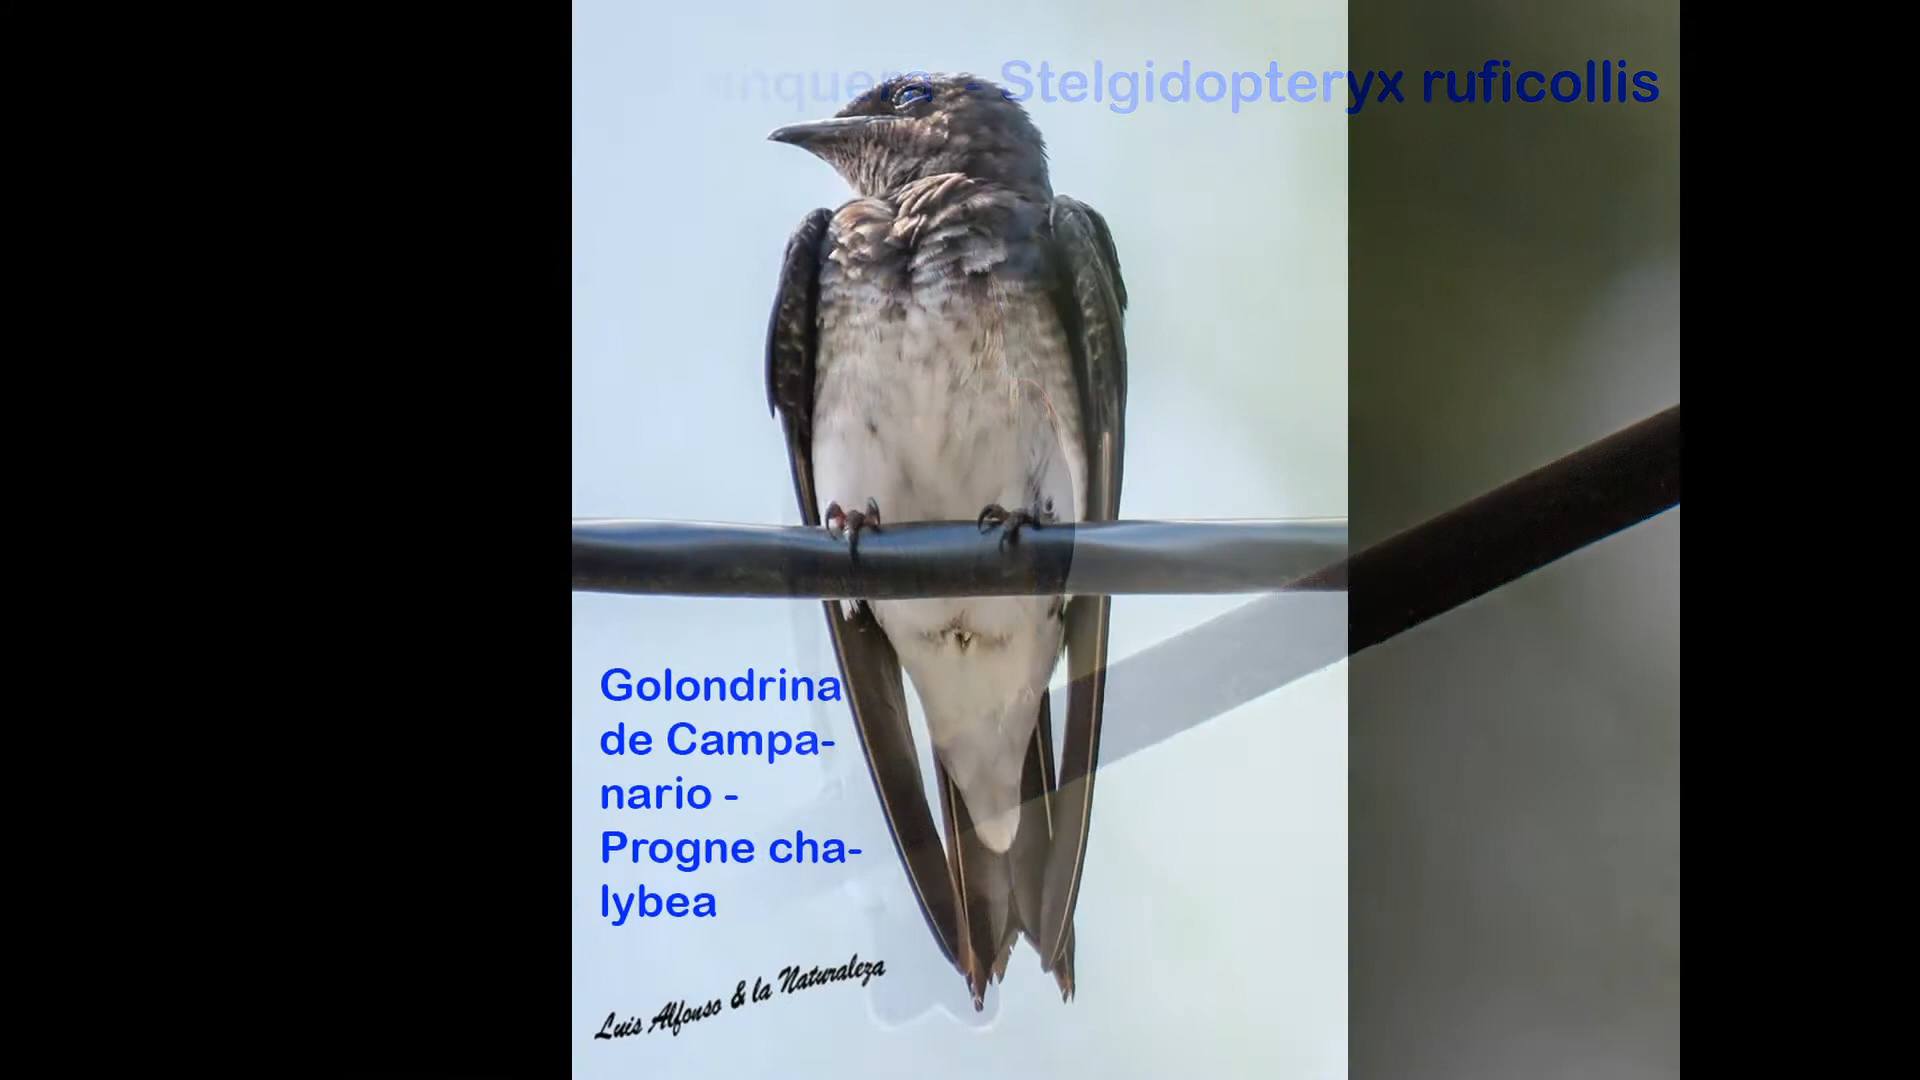 - Stelgidopteryx ruficollis
Golondrina
de Campa-
nario -
Progne cha-
lybea
Luis Alfonso & la Naturaleza